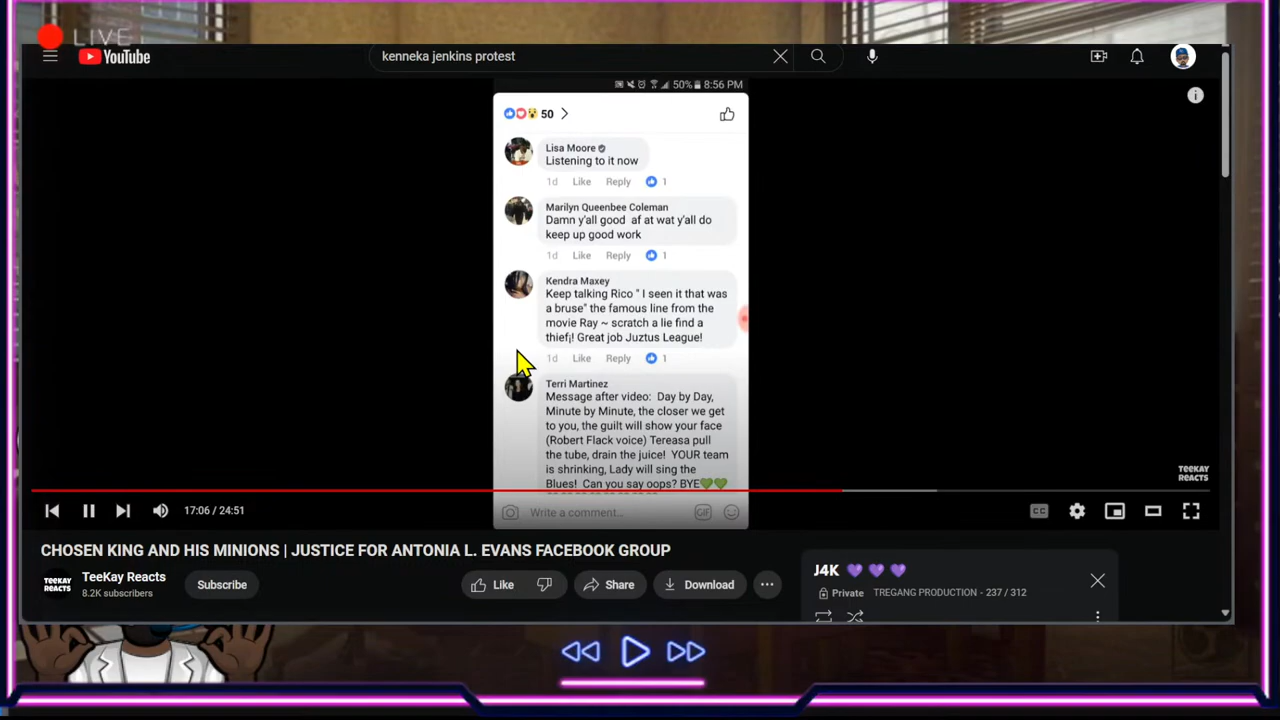 LIVE
YouTube
kenneka jenkins protest
50% 8:56 PM
50
Lisa Moore
Listening to it now
1d Like Reply 1
Marilyn Queenbee Coleman
Damn y'all good af at wat y'all do
keep up good work
1d Like Reply 1
Kendra Maxey
Keep talking Rico " I seen it that was
a bruse" the famous line from the
movie Ray ~ scratch a lie find a
thief¡! Great job Juztus League!
1d Like Reply 1
Terri Martinez
Message after video: Day by Day,
Minute by Minute, the closer we get
to you, the guilt will show your face
(Robert Flack voice) Tereasa pull
the tube, drain the juice! YOUR team
is shrinking, Lady will sing the
Blues! Can you say oops? BYE💚💚
Write a comment...
GIF
TEEKAY
REACTS
17:06 / 24:51
CC
CHOSEN KING AND HIS MINIONS | JUSTICE FOR ANTONIA L. EVANS FACEBOOK GROUP
TEEKAY
REACTS
TeeKay Reacts
8.2K subscribers
Subscribe
Like
Share
Download
J4K 💜 💜 💜
Private TREGANG PRODUCTION - 237 / 312